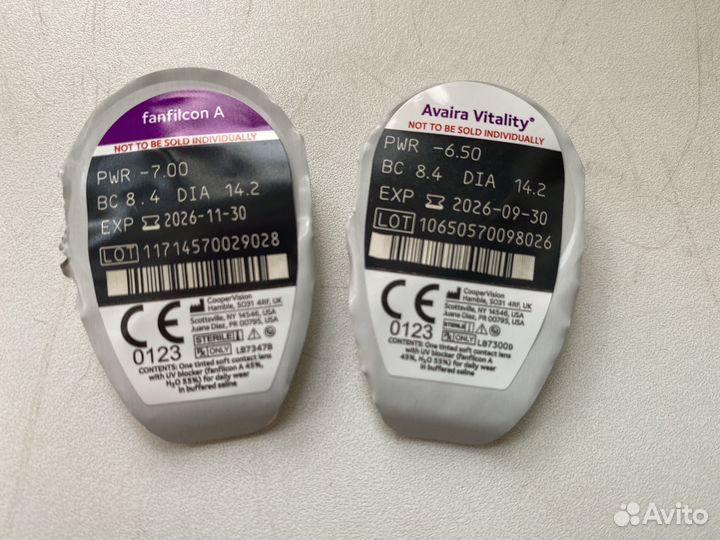 fanfilcon A
NOT TO BE SOLD INDIVIDUALLY
PWR -7.00
BC 8.4 DIA 14.2
EXP 2026-11-30
LOT 11714570029028
CooperVision
Hamble, SO31 4RF, UK
Scottsville, NY 14546, USA
Juana Diaz, PR 00795, USA
CE
0123
STERILE
Rx ONLY LB7347B
CONTENTS: One tinted soft contact lens
with UV blocker (fanfilcon A 45%,
H2O 55%) for daily wear
in buffered saline
Avaira Vitality®
NOT TO BE SOLD INDIVIDUALLY
PWR -6.50
BC 8.4 DIA 14.2
EXP 2026-09-30
LOT 10650570098026
CooperVision
Hamble, SO31 4RF, UK
Scottsville, NY 14546, USA
Juana Diaz, PR 00795, USA
CE
0123
STERILE
Rx ONLY LB7300D
CONTENTS: One tinted soft contact lens
with UV blocker (fanfilcon A
45%, H2O 55%) for daily wear
in buffered saline
Avito